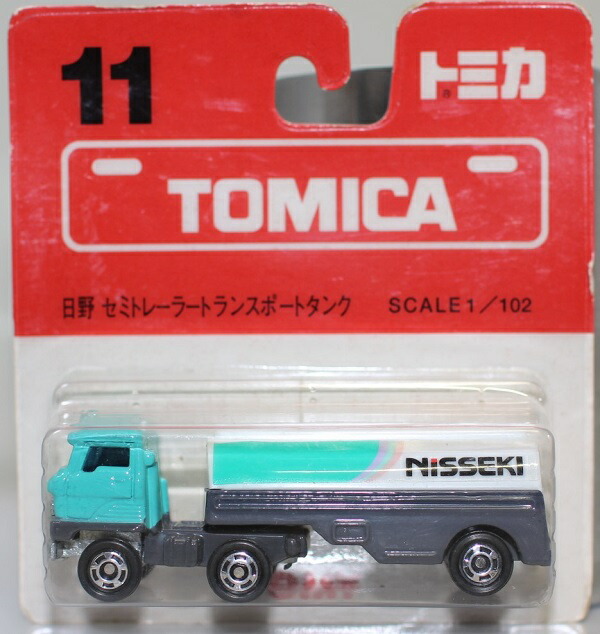 11
トミカ
®
TOMICA
日野 セミトレーラートランスポートタンク SCALE 1/102
NISSEKI